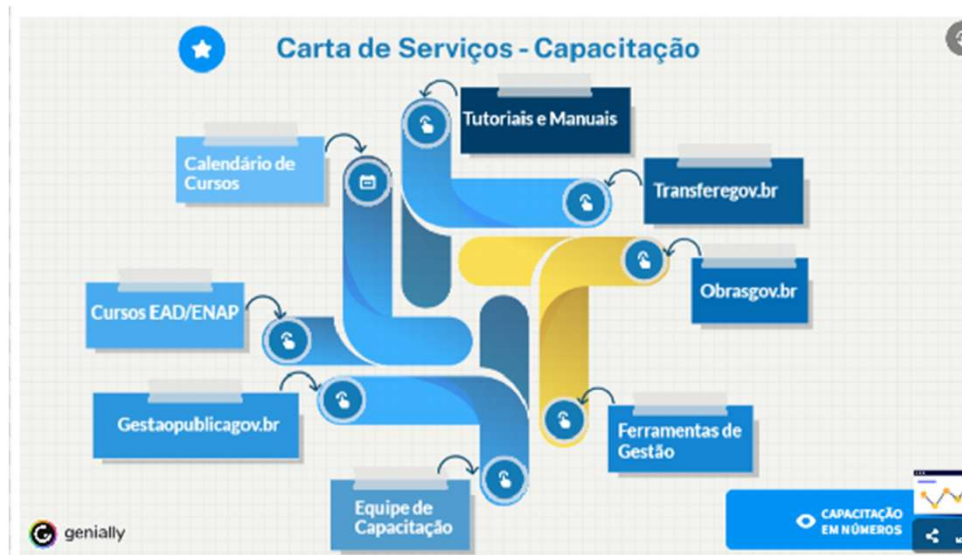 Carta de Serviços - Capacitação
Tutoriais e Manuais
Calendário de
Cursos
Transferegov.br
Obrasgov.br
Cursos EAD/ENAP
Gestaopublicagov.br
Ferramentas de
Gestão
Equipe de
Capacitação
CAPACITAÇÃO
EM NÚMEROS
genially